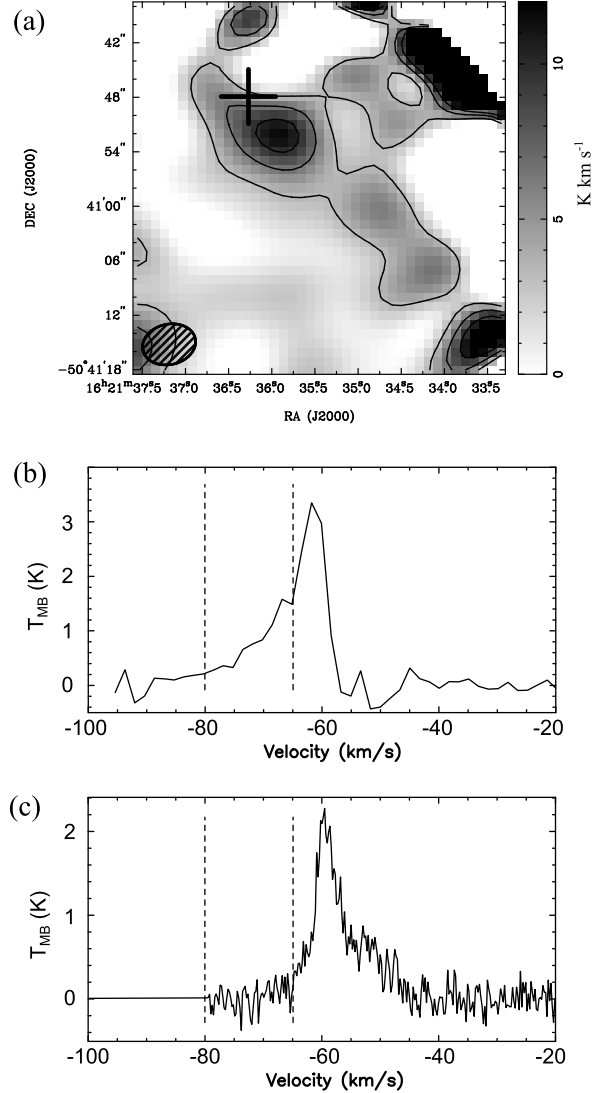 (a)
42"
48"
54"
41'00"
06"
12"
−50°41'18"
DEC (J2000)
16h21m37s.5 37s.0 36s.5 36s.0 35s.5 35s.0 34s.5 34s.0 33s.5
RA (J2000)
10
5
0
K km s⁻¹
(b)
3
2
1
0
T_MB (K)
-100 -80 -60 -40 -20
Velocity (km/s)
(c)
2
1
0
T_MB (K)
-100 -80 -60 -40 -20
Velocity (km/s)